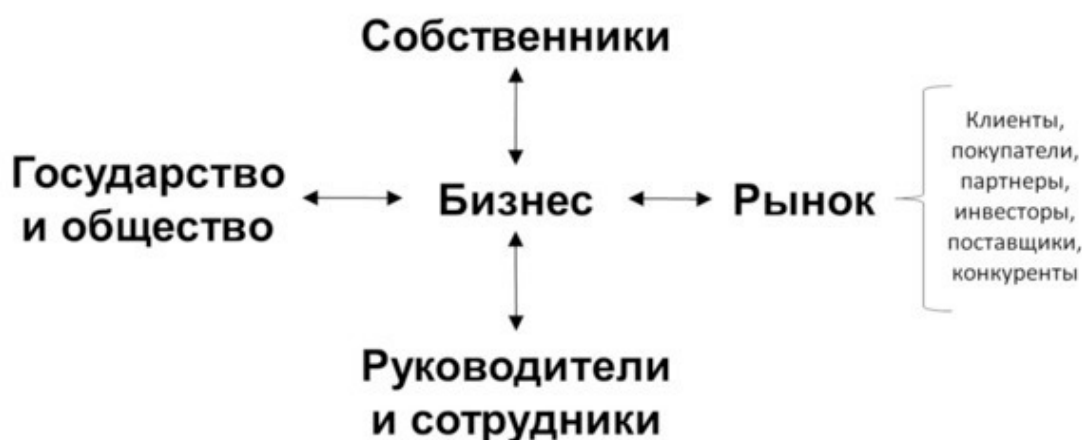 Собственники
Государство
и общество
Бизнес
Рынок
Клиенты,
покупатели,
партнеры,
инвесторы,
поставщики,
конкуренты
Руководители
и сотрудники